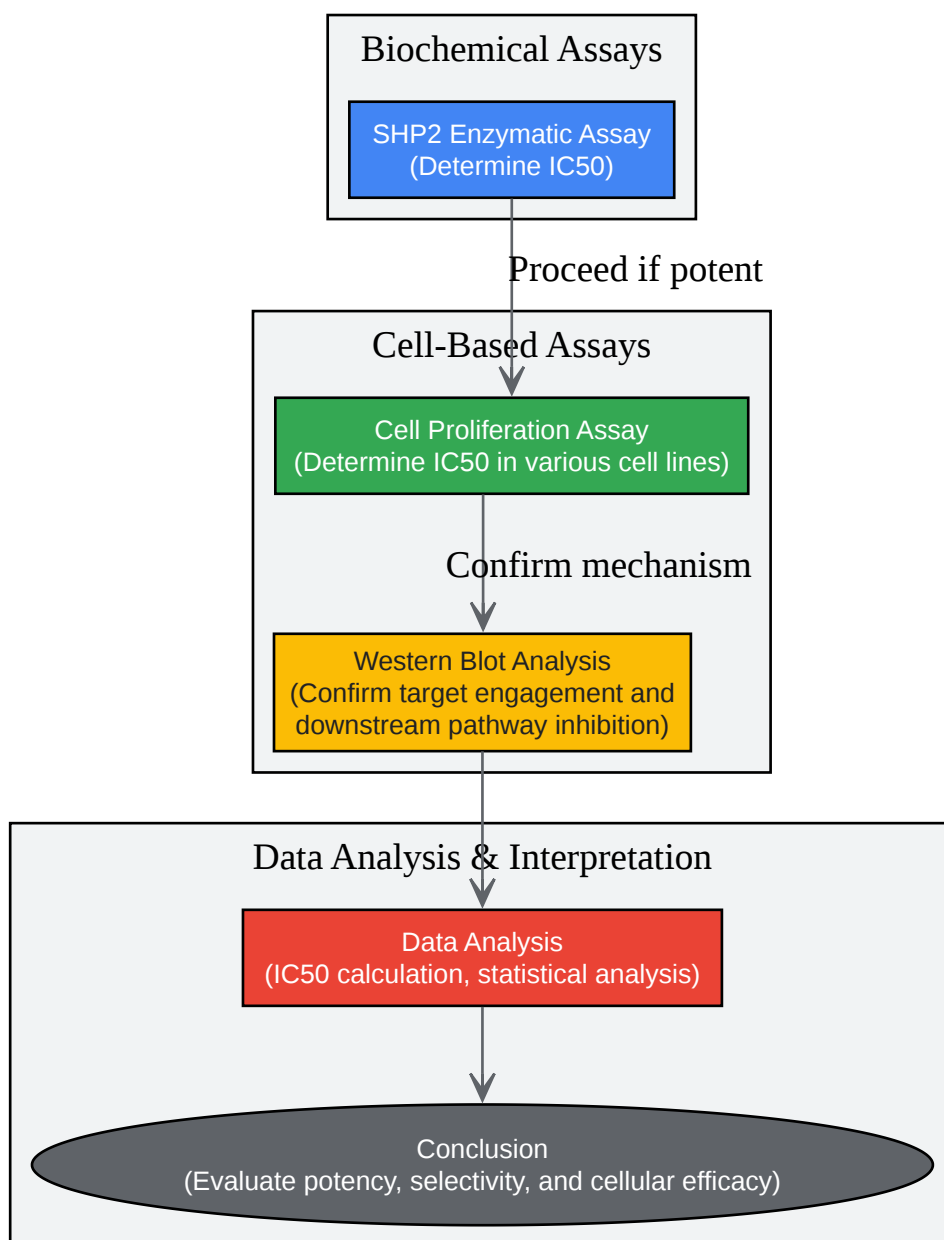 Biochemical Assays
SHP2 Enzymatic Assay
(Determine IC50)
Proceed if potent
Cell-Based Assays
Cell Proliferation Assay
(Determine IC50 in various cell lines)
Confirm mechanism
Western Blot Analysis
(Confirm target engagement and
downstream pathway inhibition)
Data Analysis & Interpretation
Data Analysis
(IC50 calculation, statistical analysis)
Conclusion
(Evaluate potency, selectivity, and cellular efficacy)